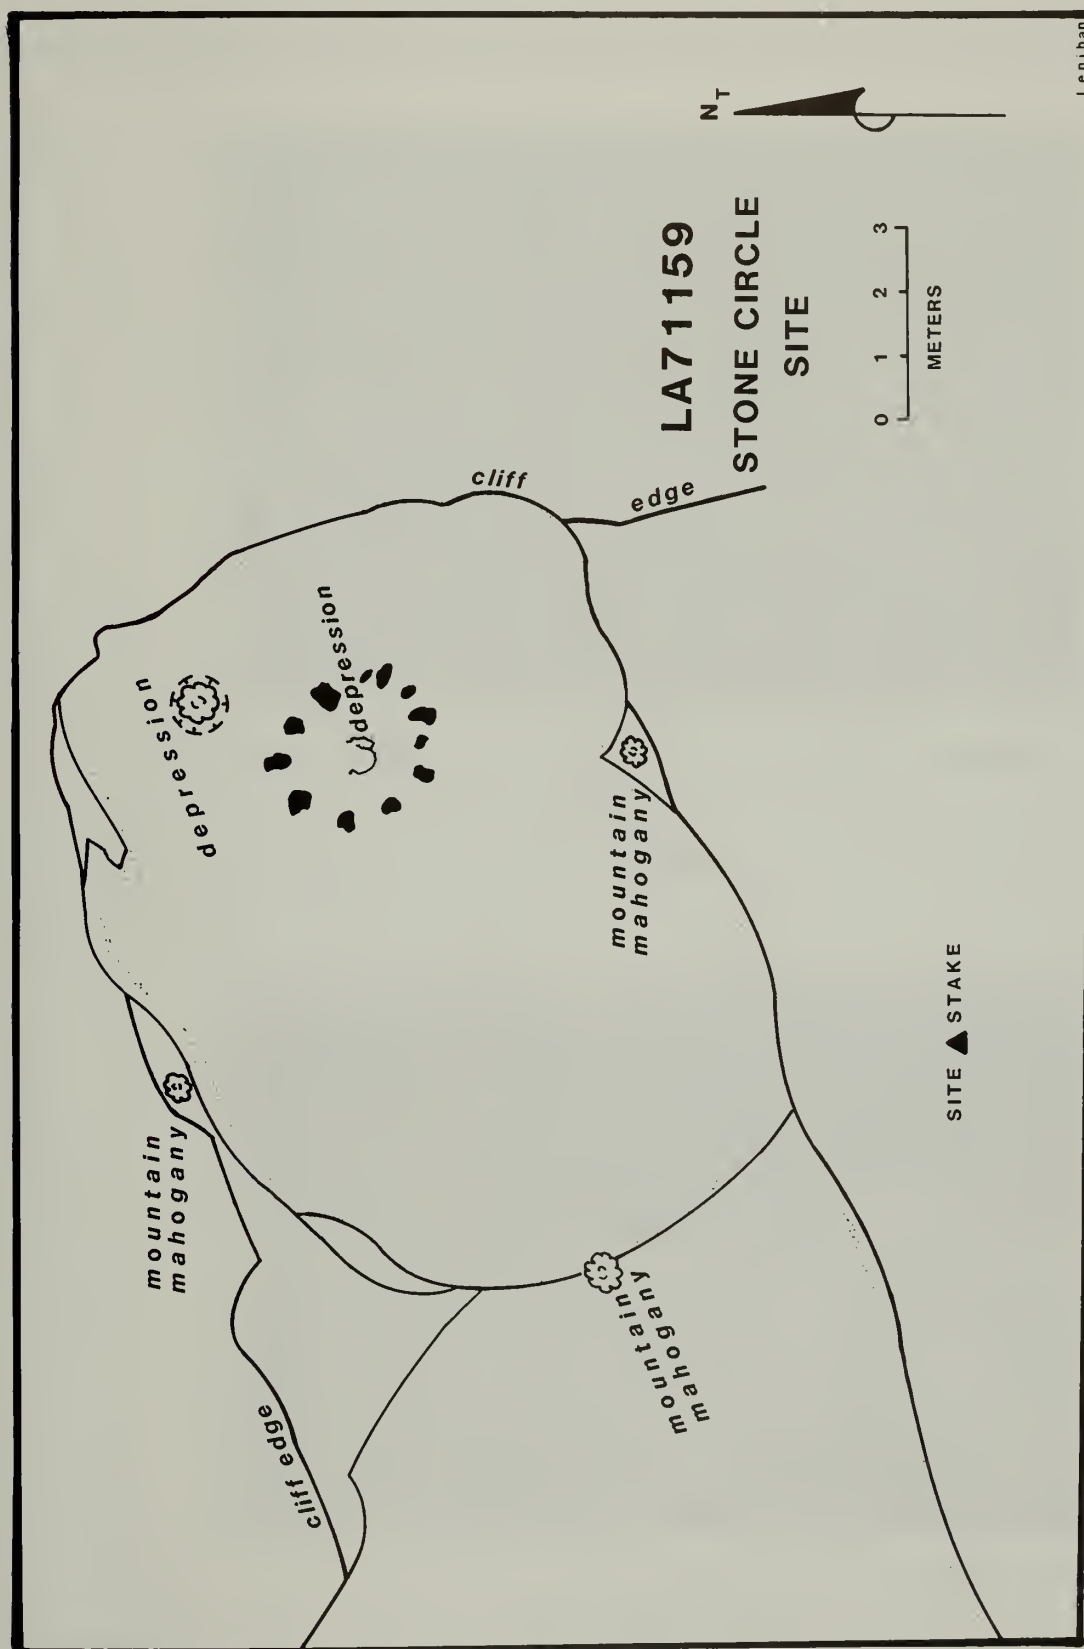 depression
depression
cliff
edge
mountain
mahogany
mountain
mahogany
mountain
mahogany
cliff edge
SITE STAKE
LA71159
STONE CIRCLE
SITE
0 1 2 3
METERS
N T
Lenihan